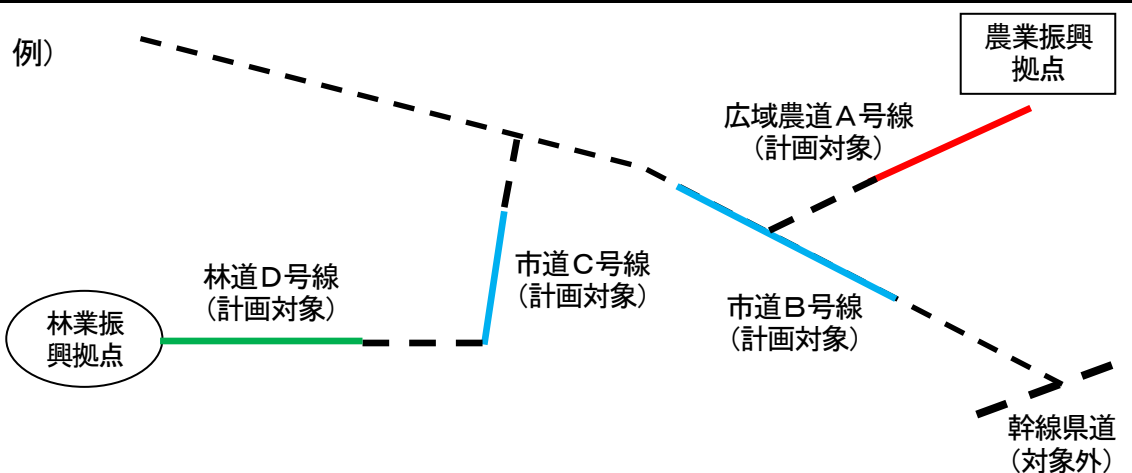 例）
農業振興
拠点
広域農道Ａ号線
（計画対象）
林道Ｄ号線
（計画対象）
市道Ｃ号線
（計画対象）
市道Ｂ号線
（計画対象）
林業振
興拠点
幹線県道
（対象外）